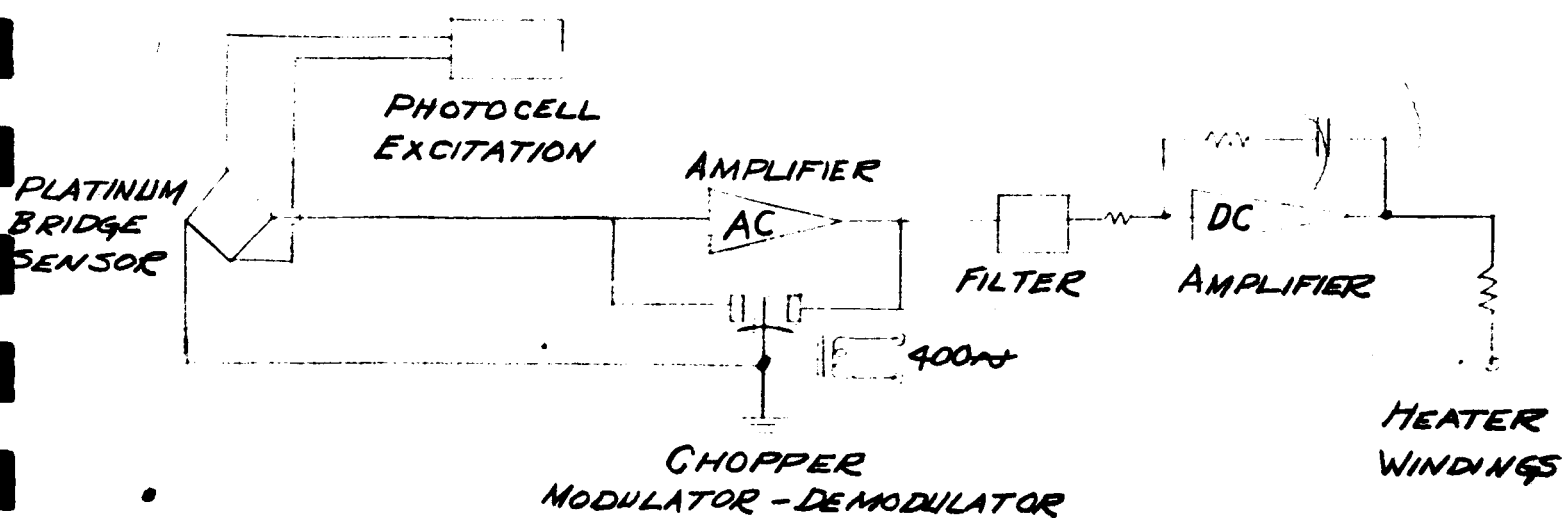 PHOTOCELL
EXCITATION
PLATINUM
BRIDGE
SENSOR
AMPLIFIER
AC
FILTER
DC
AMPLIFIER
400~
HEATER
WINDINGS
CHOPPER
MODULATOR - DEMODULATOR